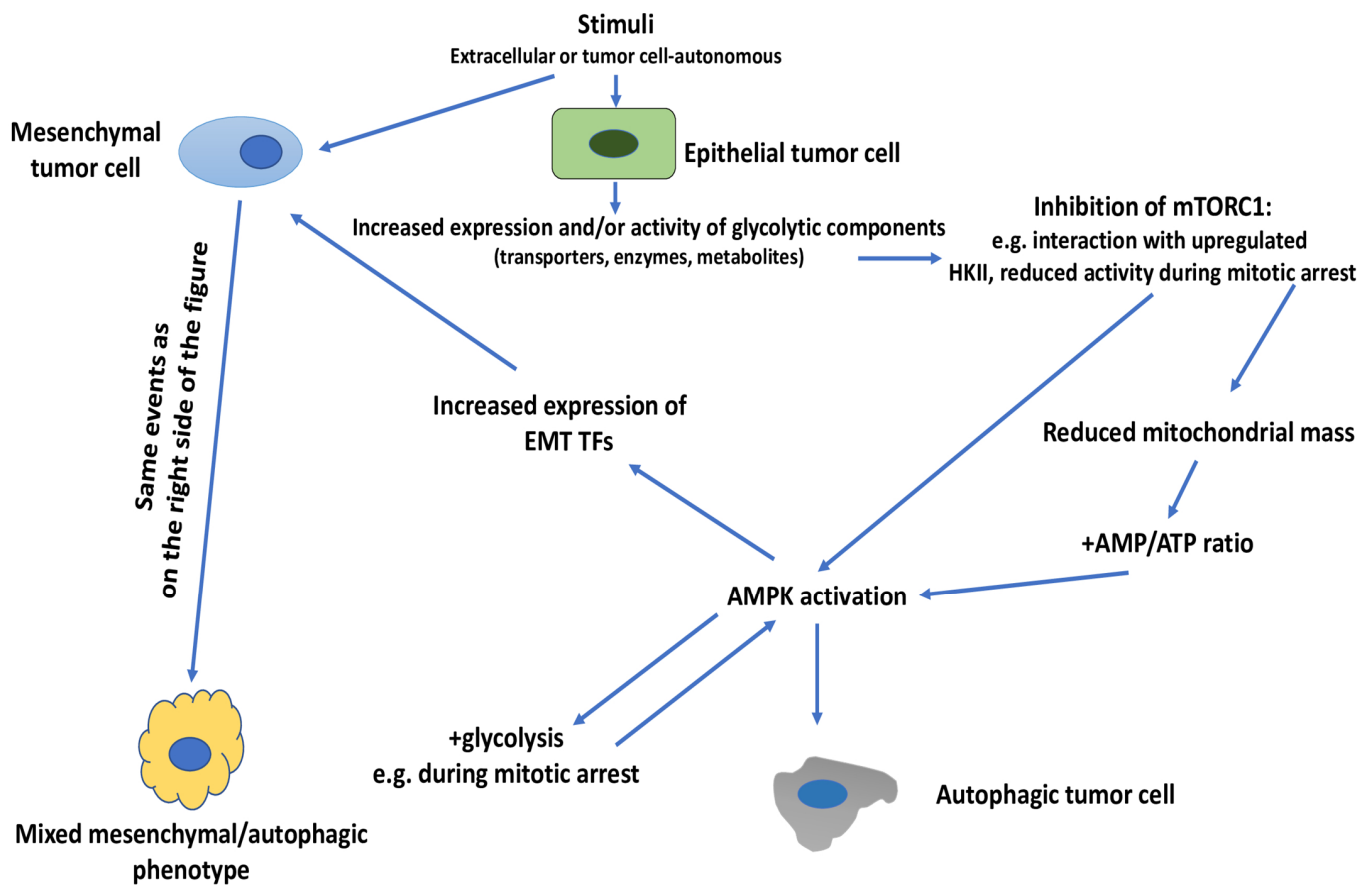 Stimuli
Extracellular or tumor cell-autonomous
Mesenchymal
tumor cell
Epithelial tumor cell
Increased expression and/or activity of glycolytic components
(transporters, enzymes, metabolites)
Inhibition of mTORC1:
e.g. interaction with upregulated
HKII, reduced activity during mitotic arrest
Same events as
on the right side of the figure
Increased expression of
EMT TFs
Reduced mitochondrial mass
+AMP/ATP ratio
AMPK activation
+glycolysis
e.g. during mitotic arrest
Autophagic tumor cell
Mixed mesenchymal/autophagic
phenotype